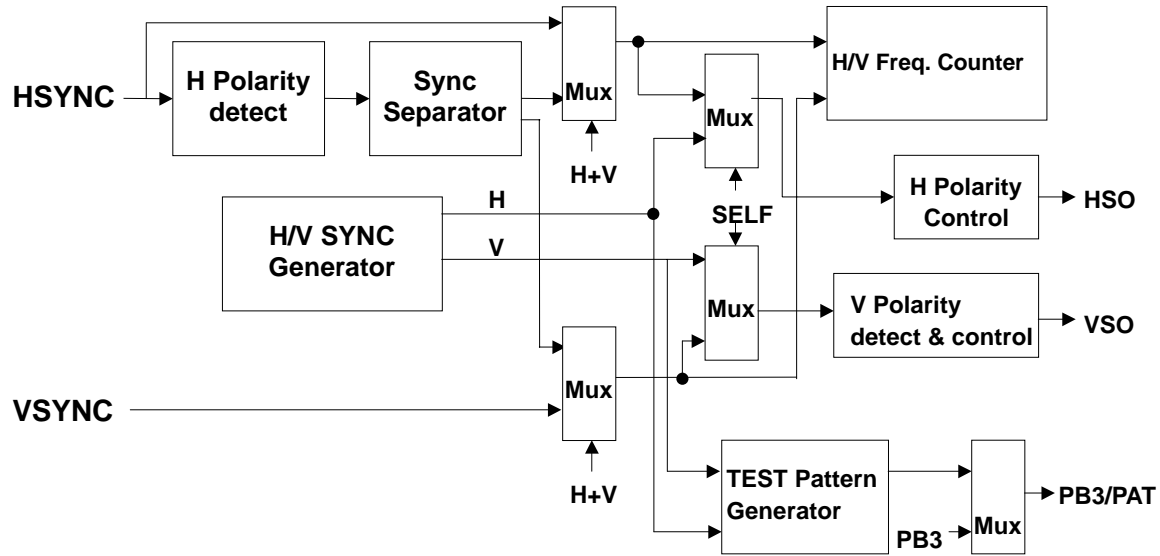 HSYNC
H Polarity
detect
Sync
Separator
Mux
H+V
H/V Freq. Counter
Mux
SELF
H Polarity
Control
HSO
H/V SYNC
Generator
H
V
Mux
V Polarity
detect & control
VSO
VSYNC
Mux
H+V
TEST Pattern
Generator
PB3
Mux
PB3/PAT